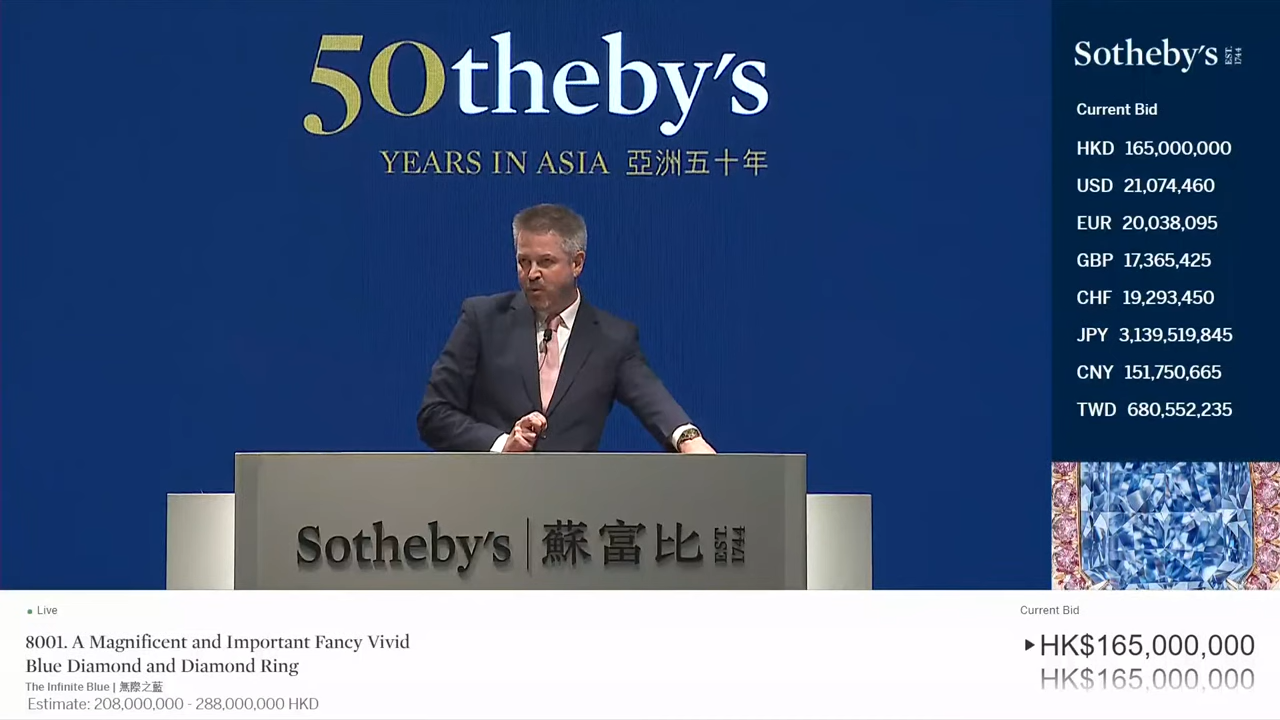 50theby's
YEARS IN ASIA 亞洲五十年
Sotheby's EST. 1744
Current Bid
HKD 165,000,000
USD 21,074,460
EUR 20,038,095
GBP 17,365,425
CHF 19,293,450
JPY 3,139,519,845
CNY 151,750,665
TWD 680,552,235
Sotheby's | 蘇富比 EST. 1744
Live
8001. A Magnificent and Important Fancy Vivid
Blue Diamond and Diamond Ring
The Infinite Blue | 無際之藍
Estimate: 208,000,000 - 288,000,000 HKD
Current Bid
HK$165,000,000
HK$165,000,000